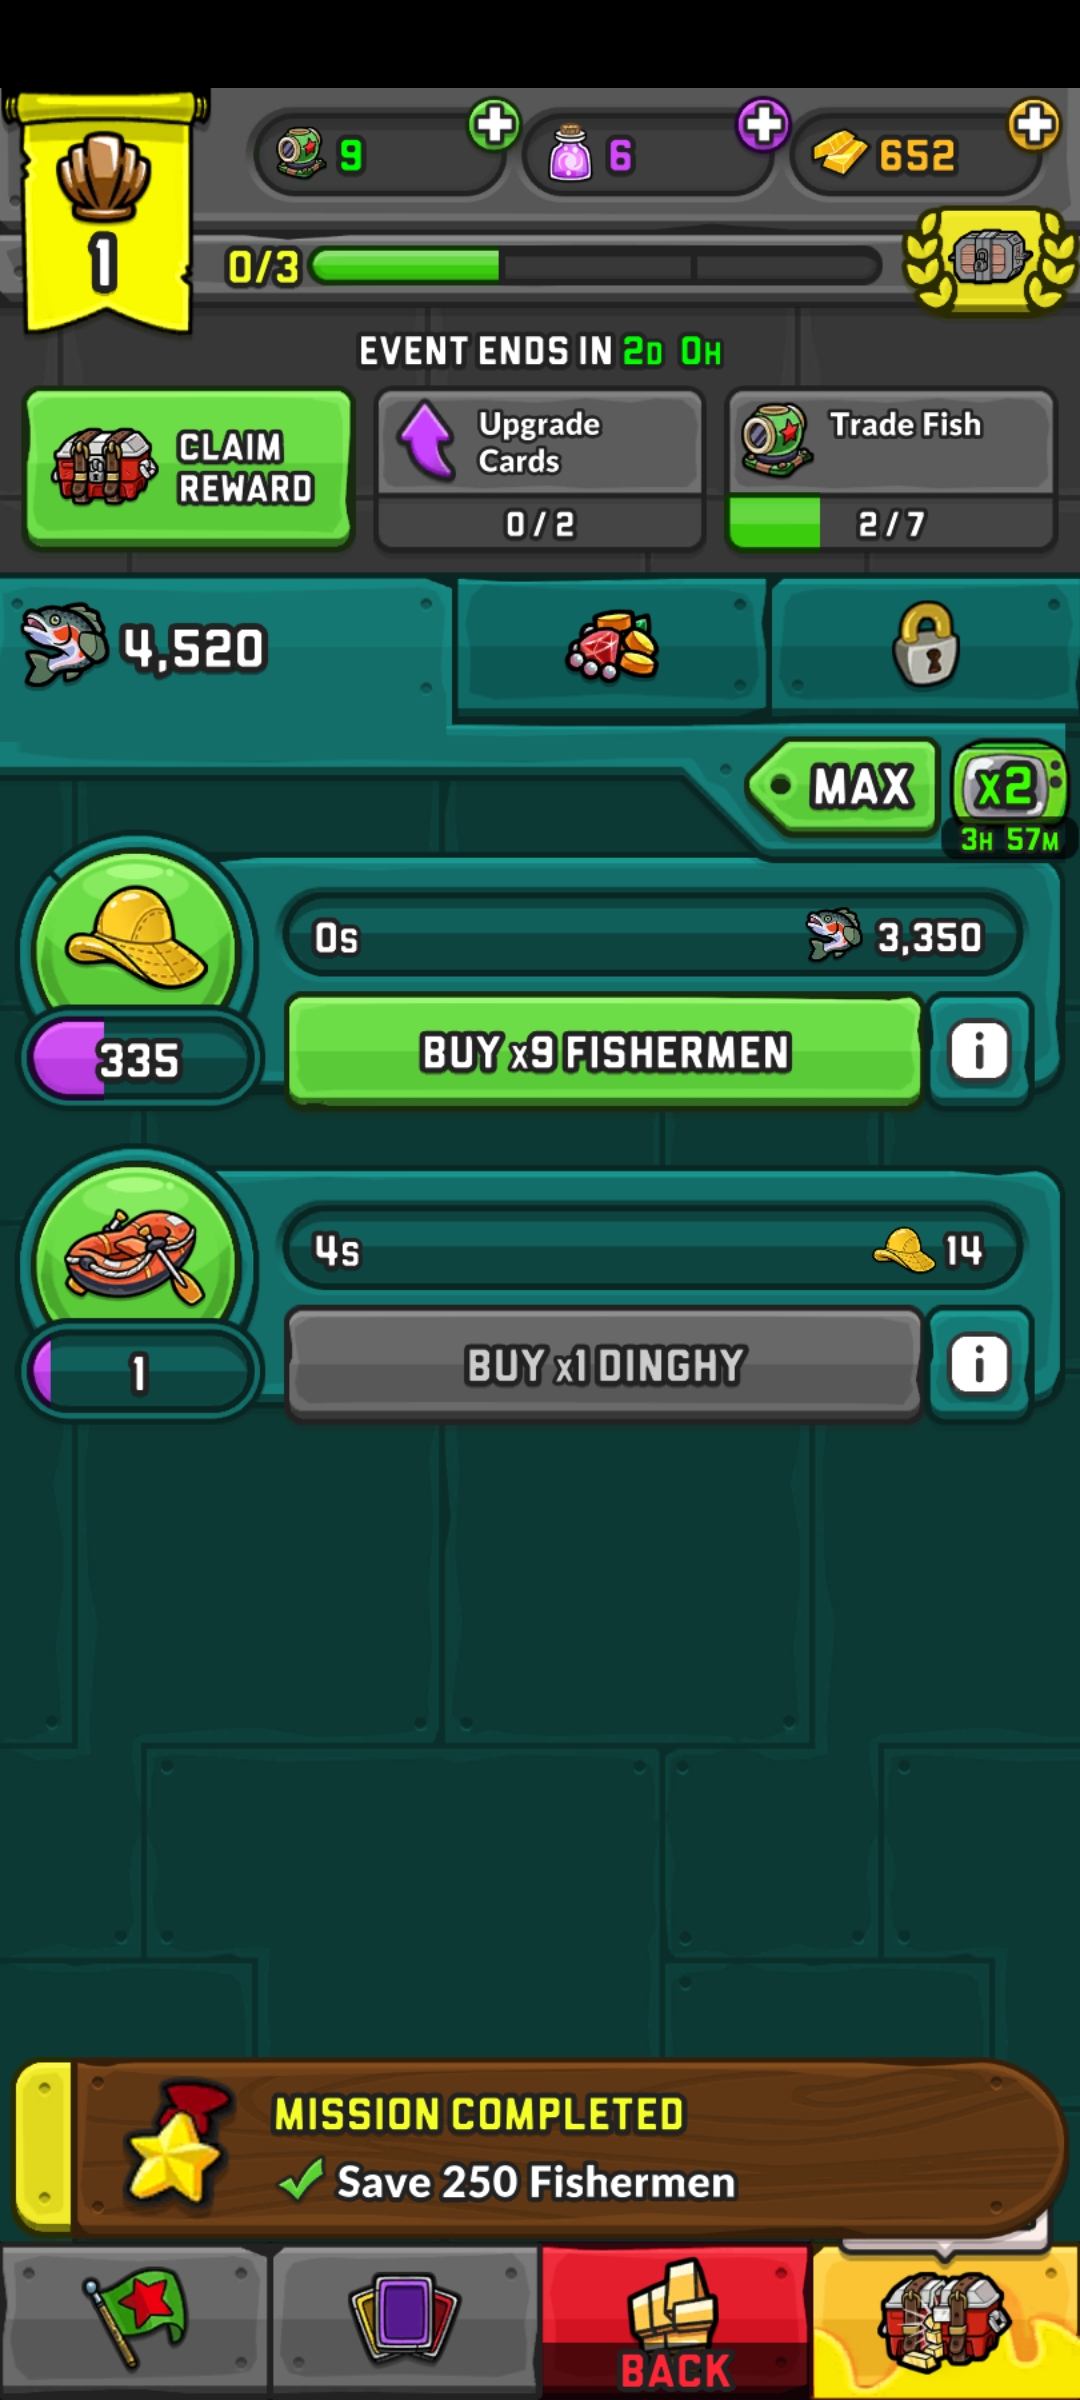 9
6
652
1
0/3
EVENT ENDS IN 2D 0H
CLAIM
REWARD
Upgrade
Cards
0/2
Trade Fish
2/7
4,520
MAX
x2
3H 57M
0s
3,350
335
BUY x9 FISHERMEN
i
4s
14
1
BUY x1 DINGHY
i
MISSION COMPLETED
Save 250 Fishermen
BACK